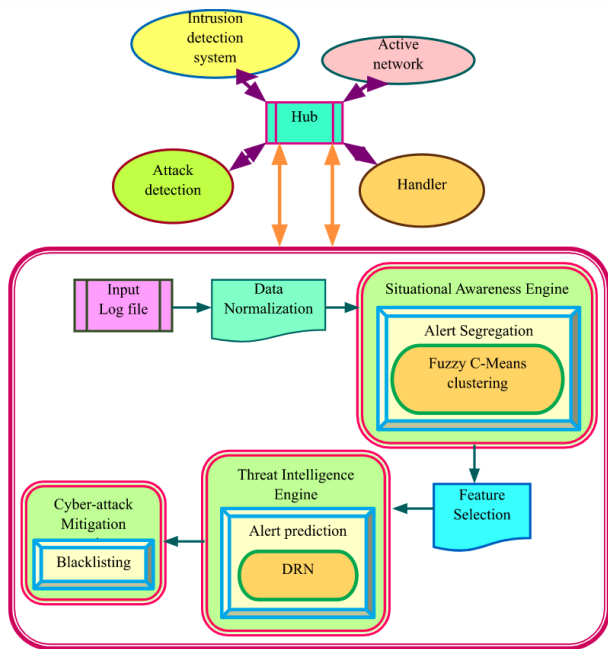 Intrusion
detection
system
Active
network
Hub
Attack
detection
Handler
Input
Log file
Data
Normalization
Situational Awareness Engine
Alert Segregation
Fuzzy C-Means
clustering
Threat Intelligence
Engine
Alert prediction
DRN
Feature
Selection
Cyber-attack
Mitigation
Blacklisting